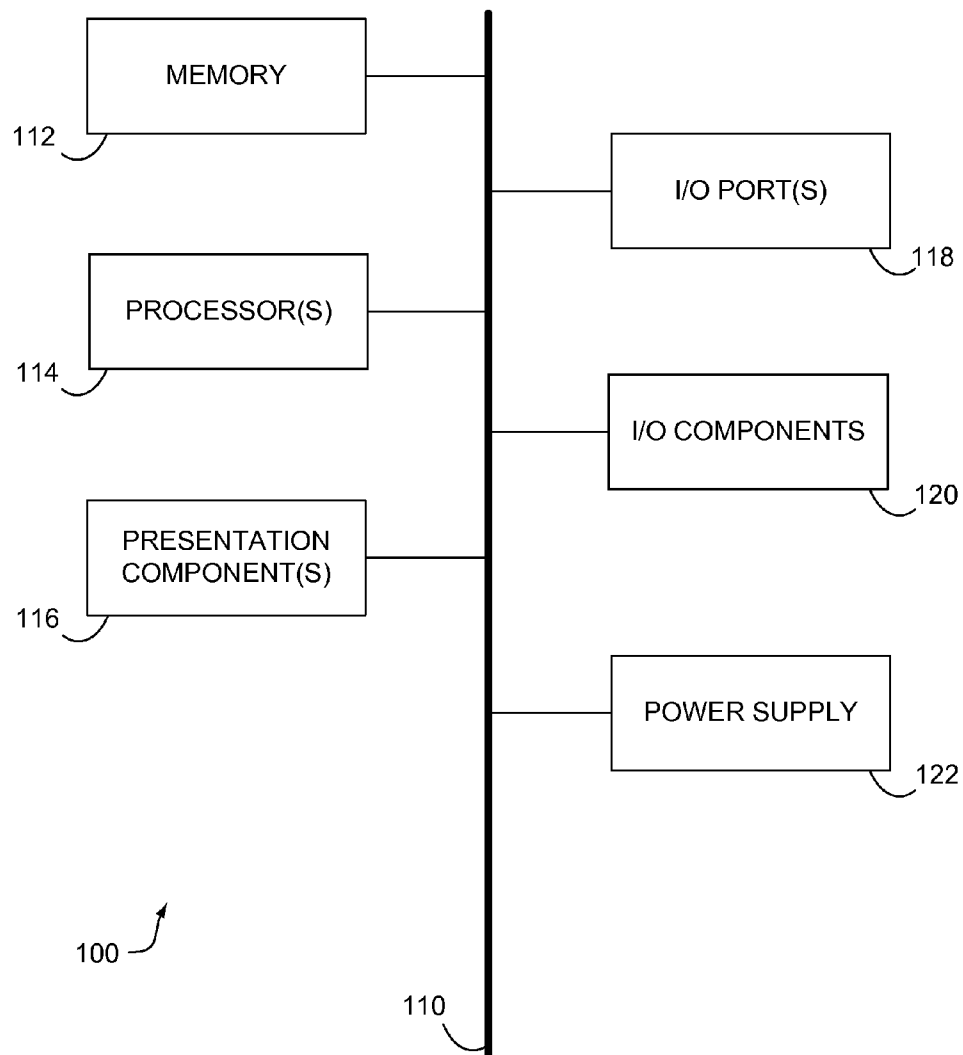 MEMORY
112
I/O PORT(S)
118
PROCESSOR(S)
114
I/O COMPONENTS
120
PRESENTATION
COMPONENT(S)
116
POWER SUPPLY
122
100
110